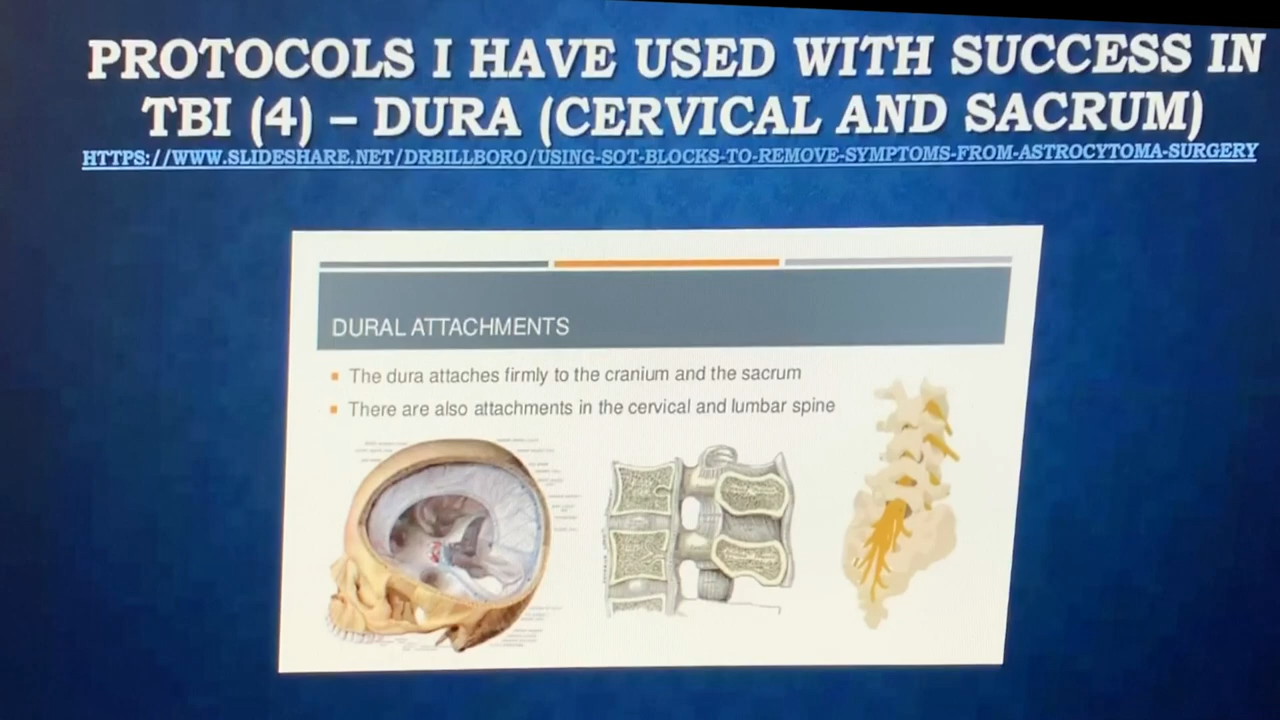 PROTOCOLS I HAVE USED WITH SUCCESS IN
TBI (4) – DURA (CERVICAL AND SACRUM)
HTTPS://WWW.SLIDESHARE.NET/DRBILLBORO/USING-SOT-BLOCKS-TO-REMOVE-SYMPTOMS-FROM-ASTROCYTOMA-SURGERY
DURAL ATTACHMENTS
The dura attaches firmly to the cranium and the sacrum
There are also attachments in the cervical and lumbar spine